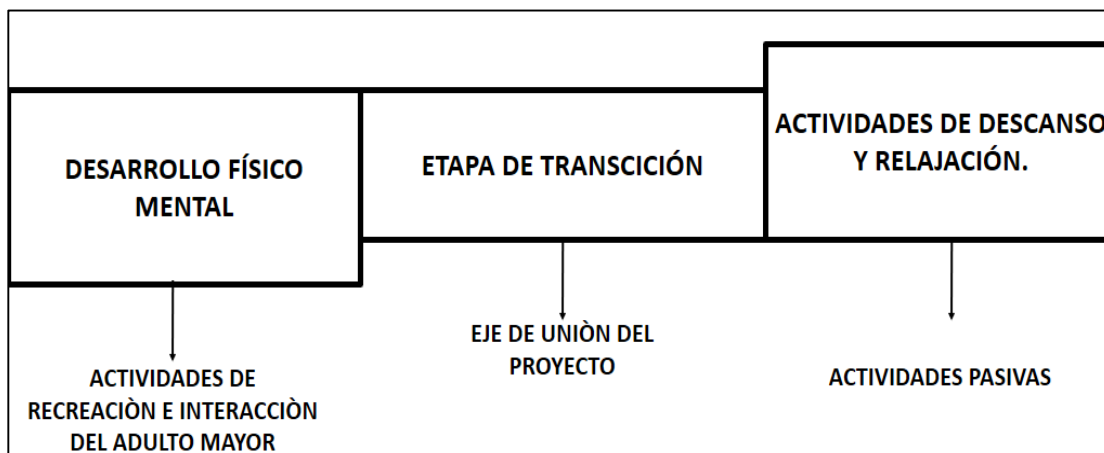 DESARROLLO FÍSICO
MENTAL
ETAPA DE TRANSCICIÓN
ACTIVIDADES DE DESCANSO
Y RELAJACIÓN.
ACTIVIDADES DE
RECREACIÒN E INTERACCIÒN
DEL ADULTO MAYOR
EJE DE UNIÒN DEL
PROYECTO
ACTIVIDADES PASIVAS